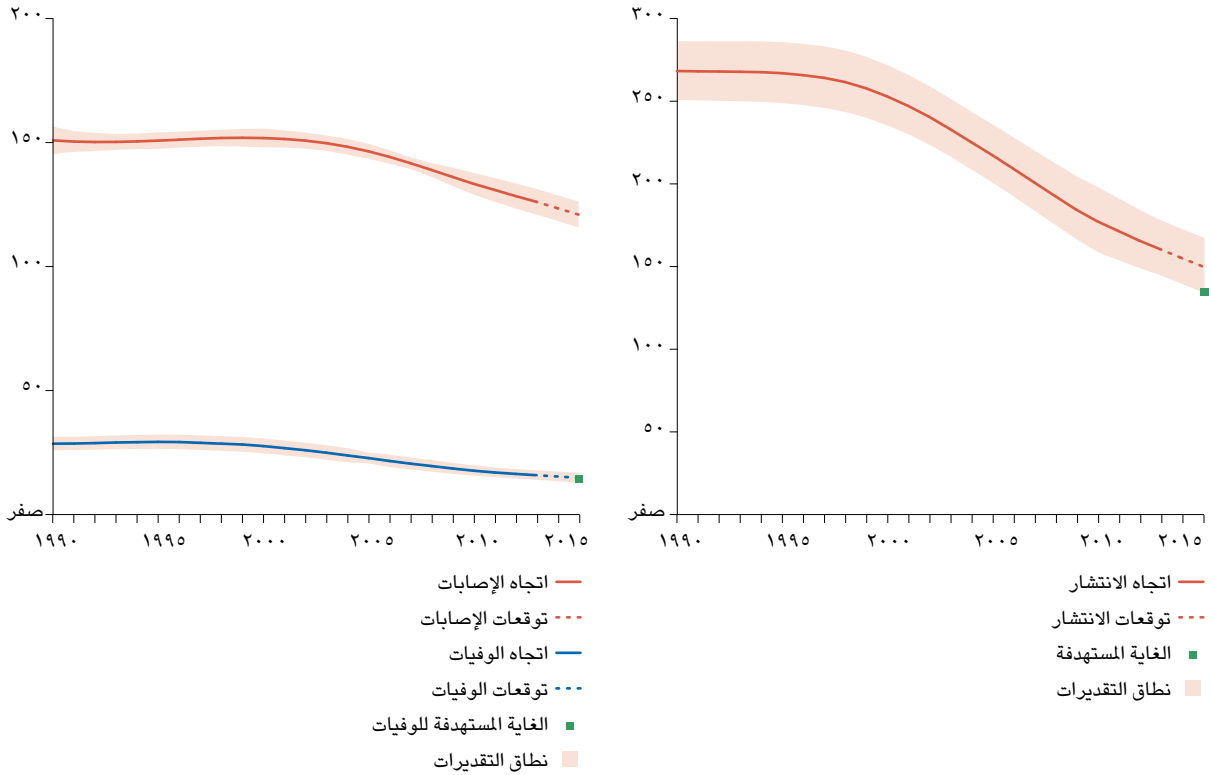 ٢٠٠
١٥٠
١٠٠
٥٠
صفر
١٩٩٠ ١٩٩٥ ٢٠٠٠ ٢٠٠٥ ٢٠١٠ ٢٠١٥
اتجاه الإصابات
توقعات الإصابات
اتجاه الوفيات
توقعات الوفيات
الغاية المستهدفة للوفيات
نطاق التقديرات
٣٠٠
٢٥٠
٢٠٠
١٥٠
١٠٠
٥٠
صفر
١٩٩٠ ١٩٩٥ ٢٠٠٠ ٢٠٠٥ ٢٠١٠ ٢٠١٥
اتجاه الانتشار
توقعات الانتشار
الغاية المستهدفة
نطاق التقديرات